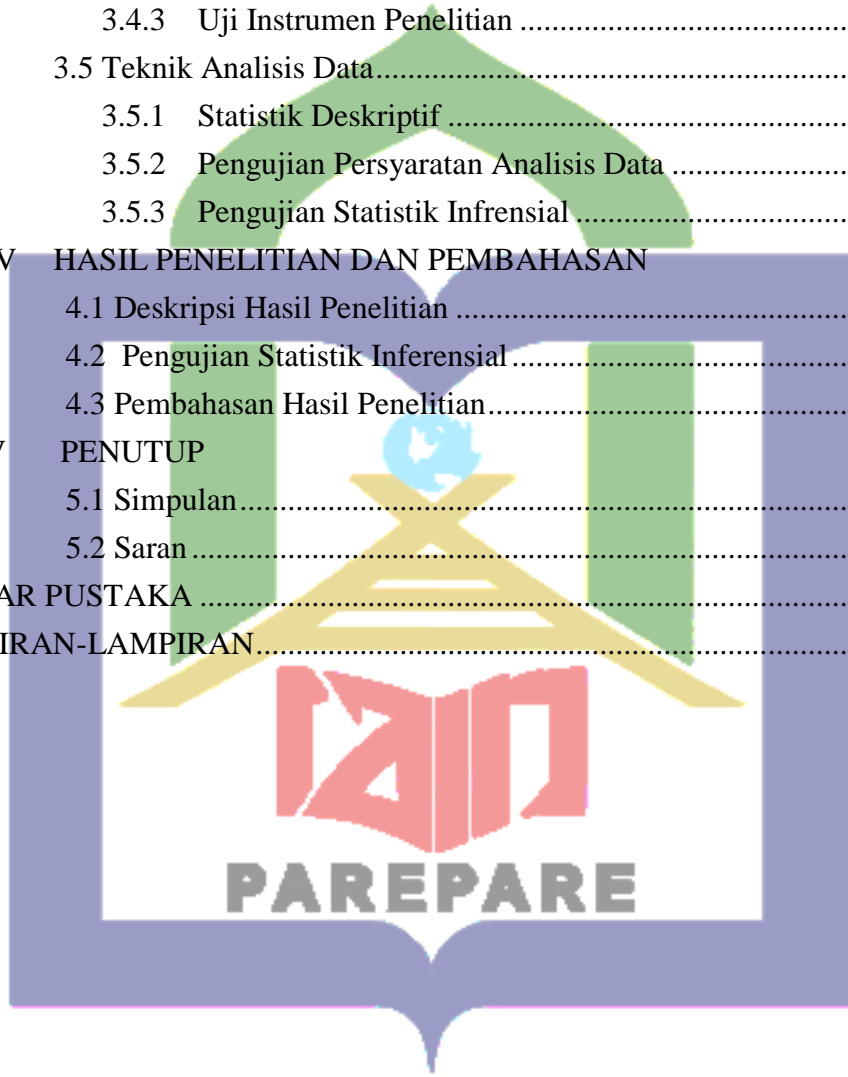 3.4.3 Uji Instrumen Penelitian ........................................
3.5 Teknik Analisis Data..........................................................
3.5.1 Statistik Deskriptif .................................................
3.5.2 Pengujian Persyaratan Analisis Data ......................
3.5.3 Pengujian Statistik Infrensial ..................................
V HASIL PENELITIAN DAN PEMBAHASAN
4.1 Deskripsi Hasil Penelitian ................................................
4.2 Pengujian Statistik Inferensial.........................................
4.3 Pembahasan Hasil Penelitian............................................
V PENUTUP
5.1 Simpulan...........................................................................
5.2 Saran .................................................................................
AR PUSTAKA ................................................................................
IRAN-LAMPIRAN.........................................................................
iain
PAREPARE